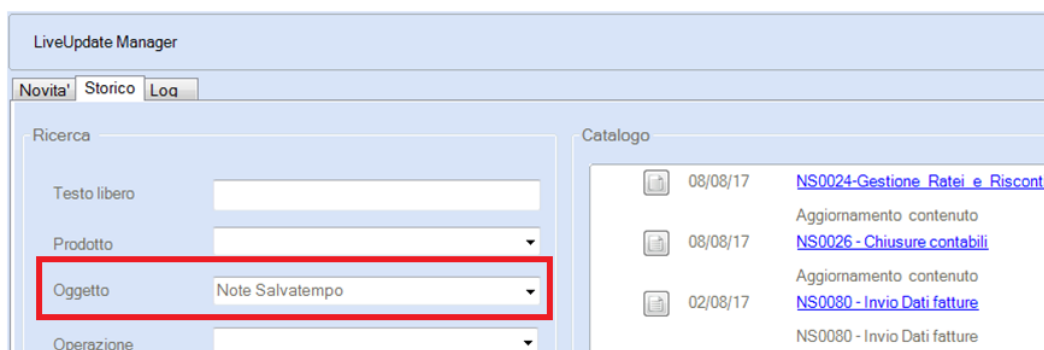 LiveUpdate Manager
Novita' Storico Log
Ricerca
Testo libero
Prodotto
Oggetto Note Salvatempo
Operazione
Catalogo
08/08/17 NS0024-Gestione Ratei e Riscont
Aggiornamento contenuto
08/08/17 NS0026 - Chiusure contabili
Aggiornamento contenuto
02/08/17 NS0080 - Invio Dati fatture
NS0080 - Invio Dati fatture